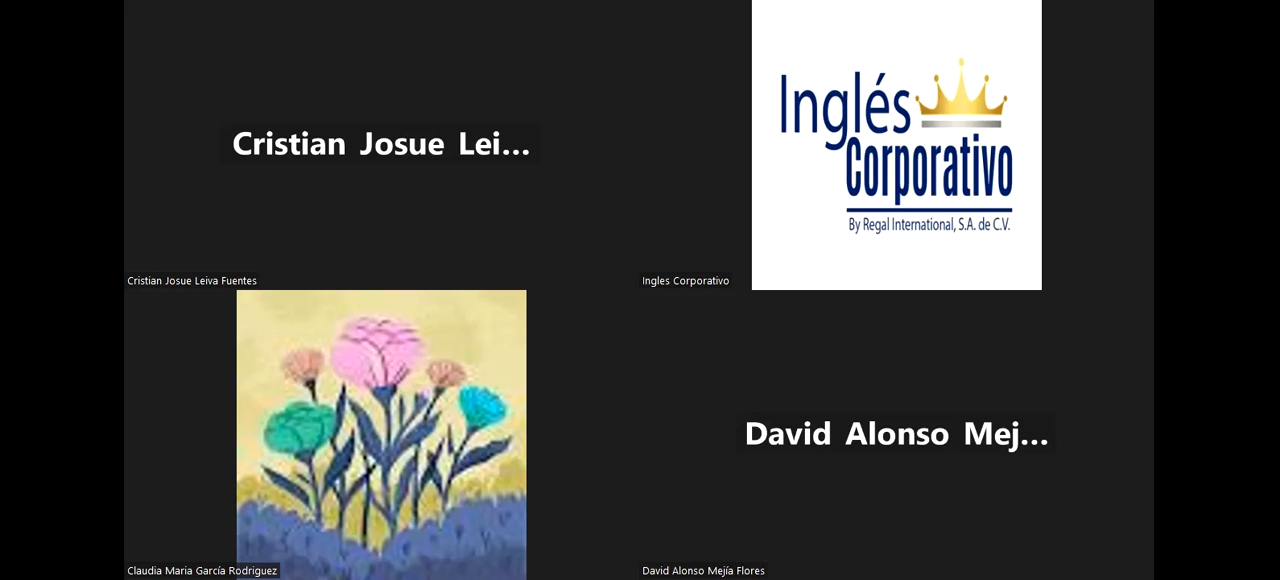 Cristian Josue Lei...
Cristian Josue Leiva Fuentes
Inglés
Corporativo
By Regal International, S.A. de C.V.
Ingles Corporativo
Claudia Maria García Rodriguez
David Alonso Mej...
David Alonso Mejía Flores